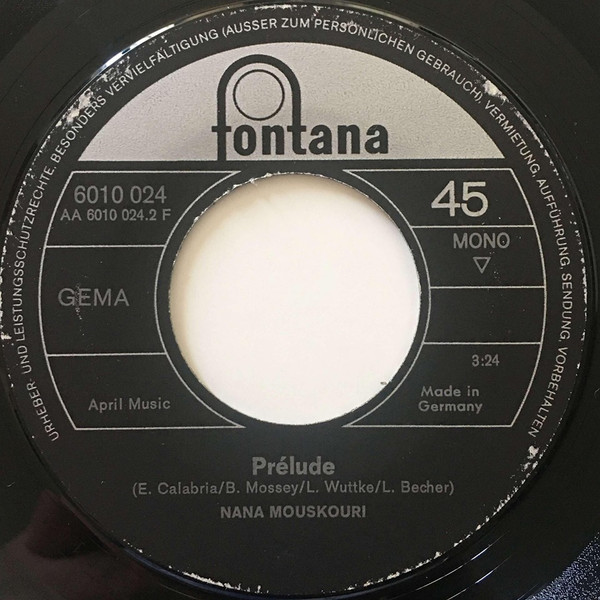 URHEBER- UND LEISTUNGSSCHUTZRECHTE, BESONDERS VERVIELFÄLTIGUNG (AUSSER ZUM PERSÖNLICHEN GEBRAUCH), VERMIETUNG, AUFFÜHRUNG, SENDUNG, VORBEHALTEN
fontana
6010 024
AA 6010 024.2 F
45
MONO
GEMA
3:24
April Music
Made in
Germany
Prélude
(E. Calabria/B. Mossey/L. Wuttke/L. Becher)
NANA MOUSKOURI